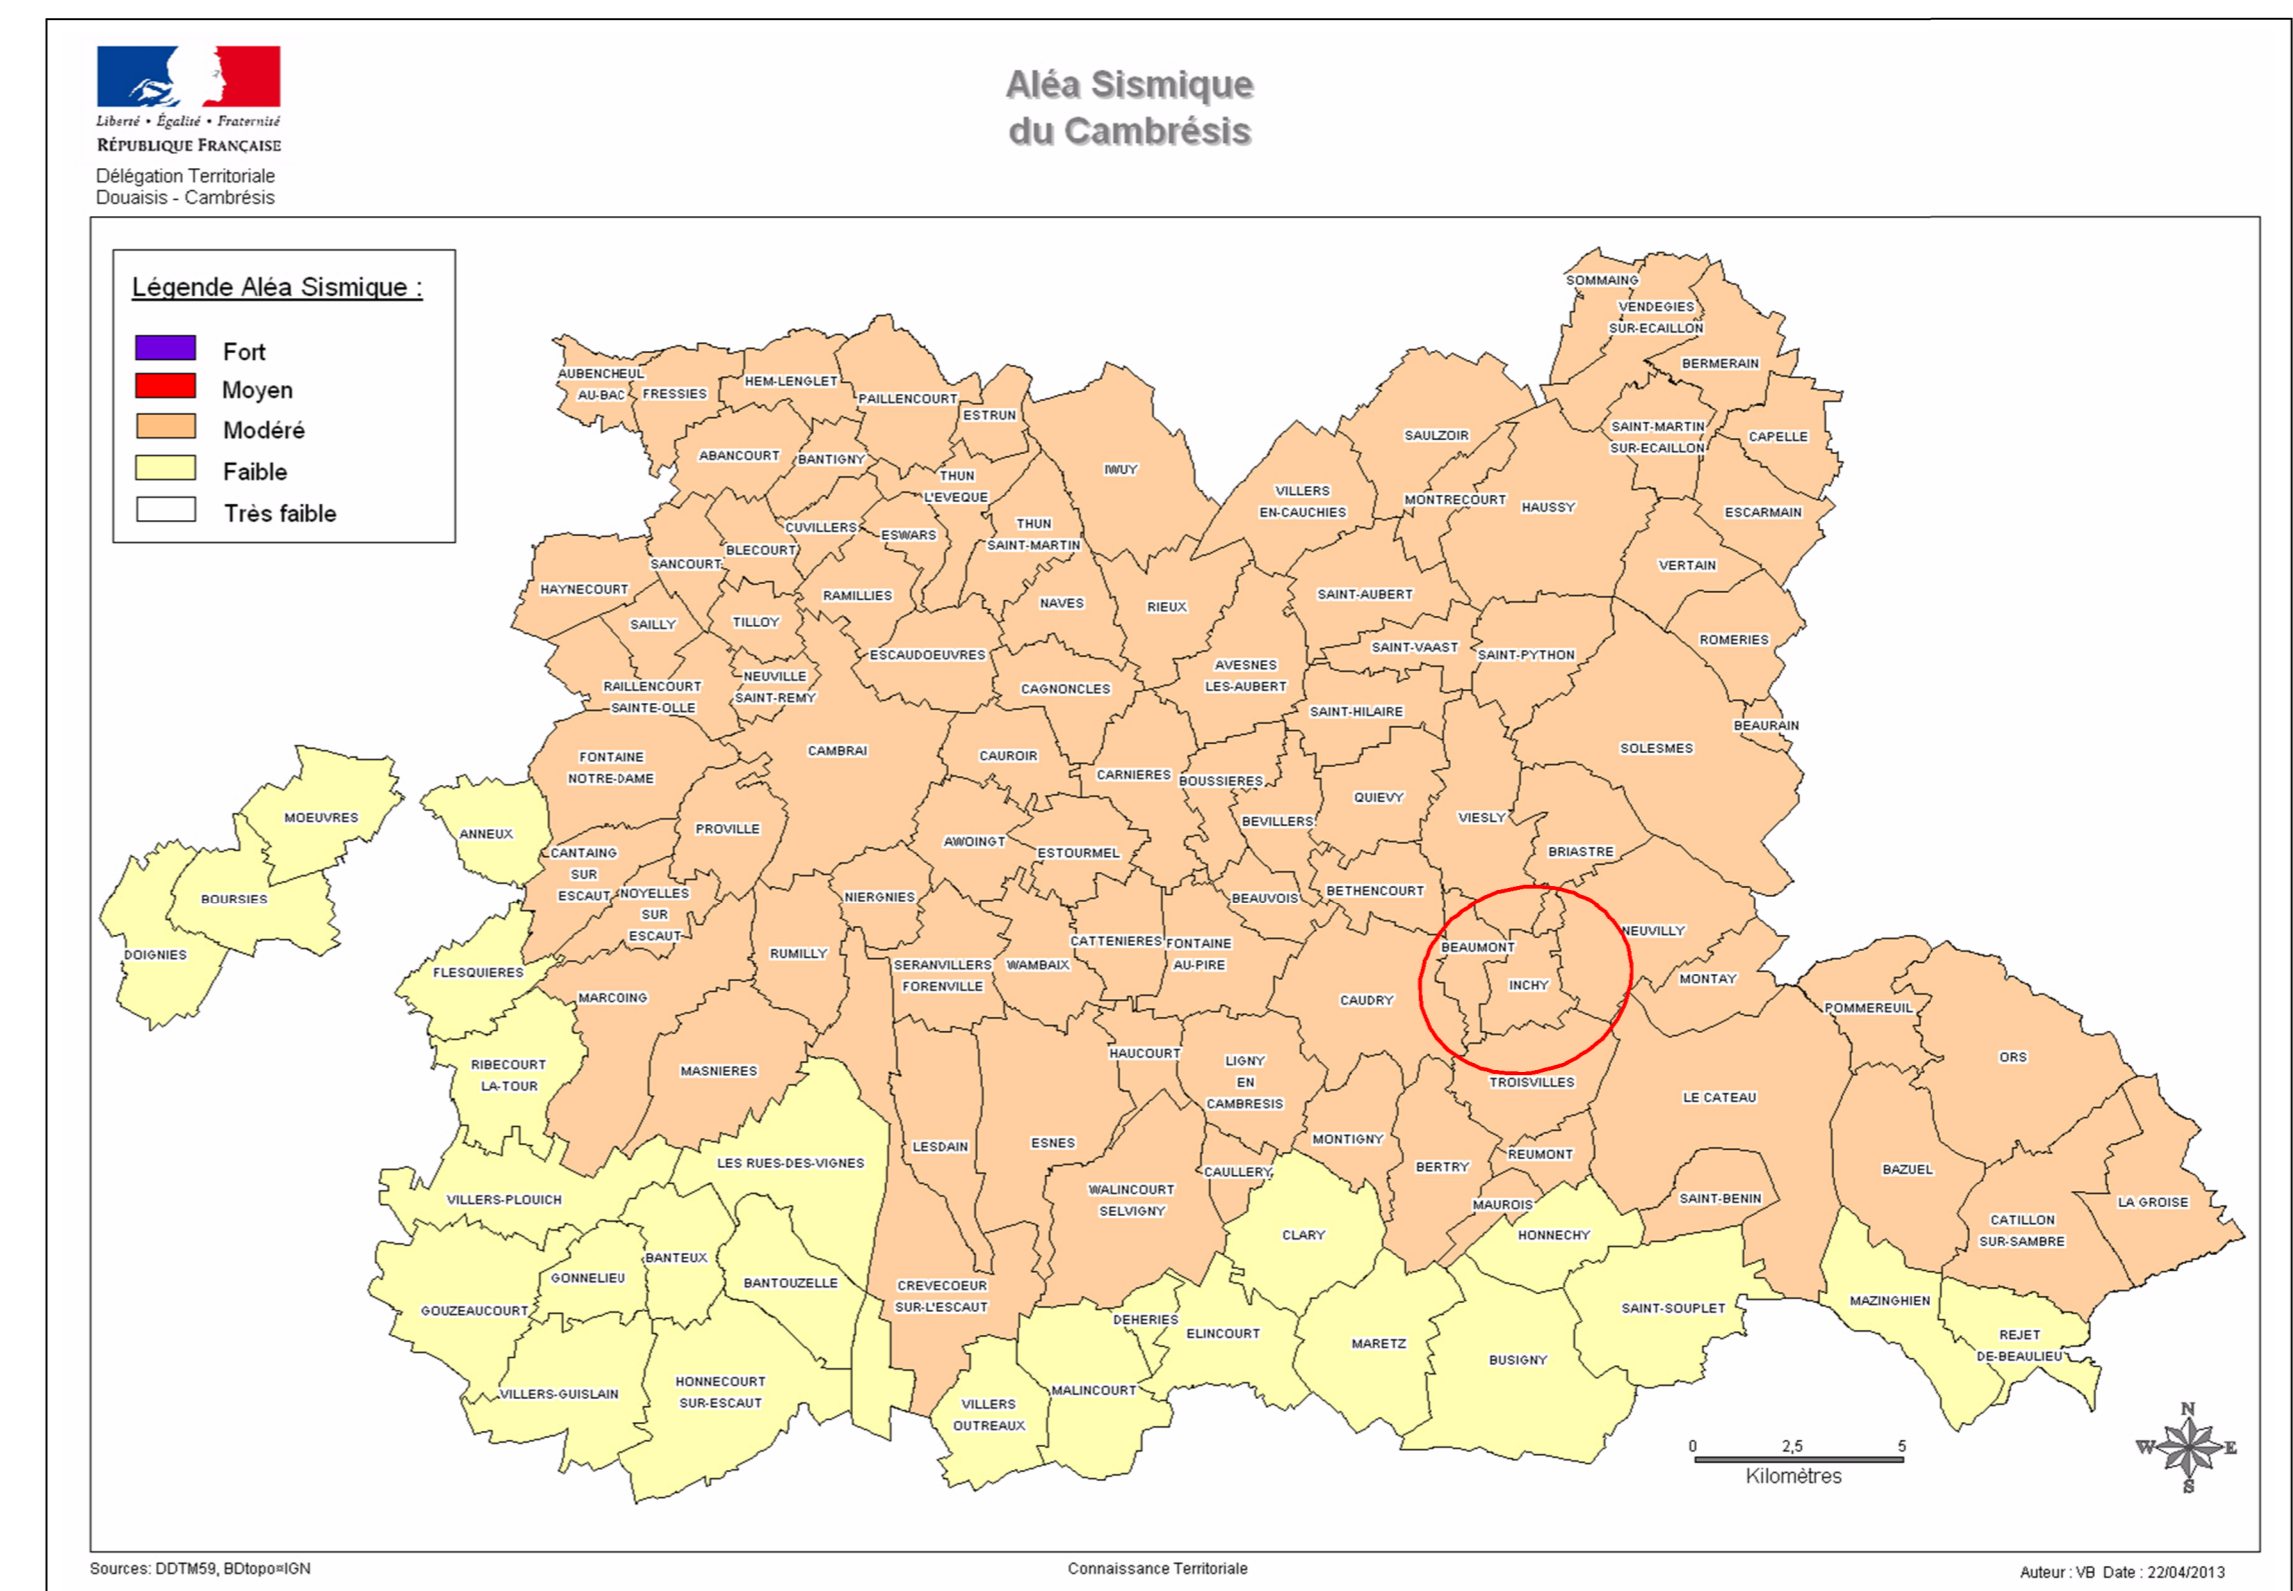 Liberté • Égalité • Fraternité
RÉPUBLIQUE FRANÇAISE
Délégation Territoriale
Douaisis - Cambrésis
Aléa Sismique
du Cambrésis
Légende Aléa Sismique :
Fort
Moyen
Modéré
Faible
Très faible
SOMMAING
VENDEGIES
SUR-ECAILLON
BERMERAIN
AUBENCHEUL
AU-BAC
FRESSIES
HEM-LENGLET
PAILLENCOURT
ESTRUN
SAINT-MARTIN
SUR-ECAILLON
CAPELLE
SAULZOIR
ABANCOURT
BANTIGNY
THUN
L'EVEQUE
IWUY
VILLERS
EN-CAUCHIES
MONTRECOURT
HAUSSY
ESCARMAIN
CUVILLERS
ESWARS
THUN
SAINT-MARTIN
BLECOURT
SANCOURT
VERTAIN
HAYNECOURT
RAMILLIES
NAVES
RIEUX
SAINT-AUBERT
SAILLY
TILLOY
ROMERIES
ESCAUDOEUVRES
SAINT-VAAST
SAINT-PYTHON
AVESNES
LES-AUBERT
NEUVILLE
SAINT-REMY
RAILLENCOURT
SAINTE-OLLE
CAGNONCLES
SAINT-HILAIRE
BEAURAIN
SOLESMES
CAMBRAI
CAUROIR
FONTAINE
NOTRE-DAME
CARNIERES
BOUSSIERES
QUIEVY
MOEUVRES
ANNEUX
PROVILLE
BEVILLERS
VIESLY
AWOINGT
ESTOURMEL
BRIASTRE
CANTAING
SUR
ESCAUT
NOYELLES
SUR
ESCAUT
BOURSIES
NIERGNIES
BEAUVOIS
BETHENCOURT
NEUVILLY
BEAUMONT
CATTENIERES
FONTAINE
AU-PIRE
DOIGNIES
RUMILLY
SERANVILLERS
FORENVILLE
WAMBAIX
FLESQUIERES
INCHY
MONTAY
MARCOING
CAUDRY
POMMEREUIL
ORS
HAUCOURT
LIGNY
EN
CAMBRESIS
RIBECOURT
LA-TOUR
MASNIERES
TROISVILLES
LE CATEAU
LESDAIN
ESNES
MONTIGNY
REUMONT
BERTRY
LES RUES-DES-VIGNES
CAULLERY
BAZUEL
VILLERS-PLOUICH
WALINCOURT
SELVIGNY
MAUROIS
SAINT-BENIN
LA GROISE
CATILLON
SUR-SAMBRE
CLARY
HONNECHY
BANTEUX
GONNELIEU
BANTOUZELLE
CREVECOEUR
SUR-L'ESCAUT
GOUZEAUCOURT
SAINT-SOUPLET
MAZINGHIEN
DEHERIES
ELINCOURT
MARETZ
REJET
DE-BEAULIEU
BUSIGNY
VILLERS-GUISLAIN
HONNECOURT
SUR-ESCAUT
MALINCOURT
VILLERS
OUTREAUX
N
W
E
S
0 2,5 5
Kilomètres
Sources: DDTM59, BDtopo¤IGN
Connaissance Territoriale
Auteur : VB Date : 22/04/2013